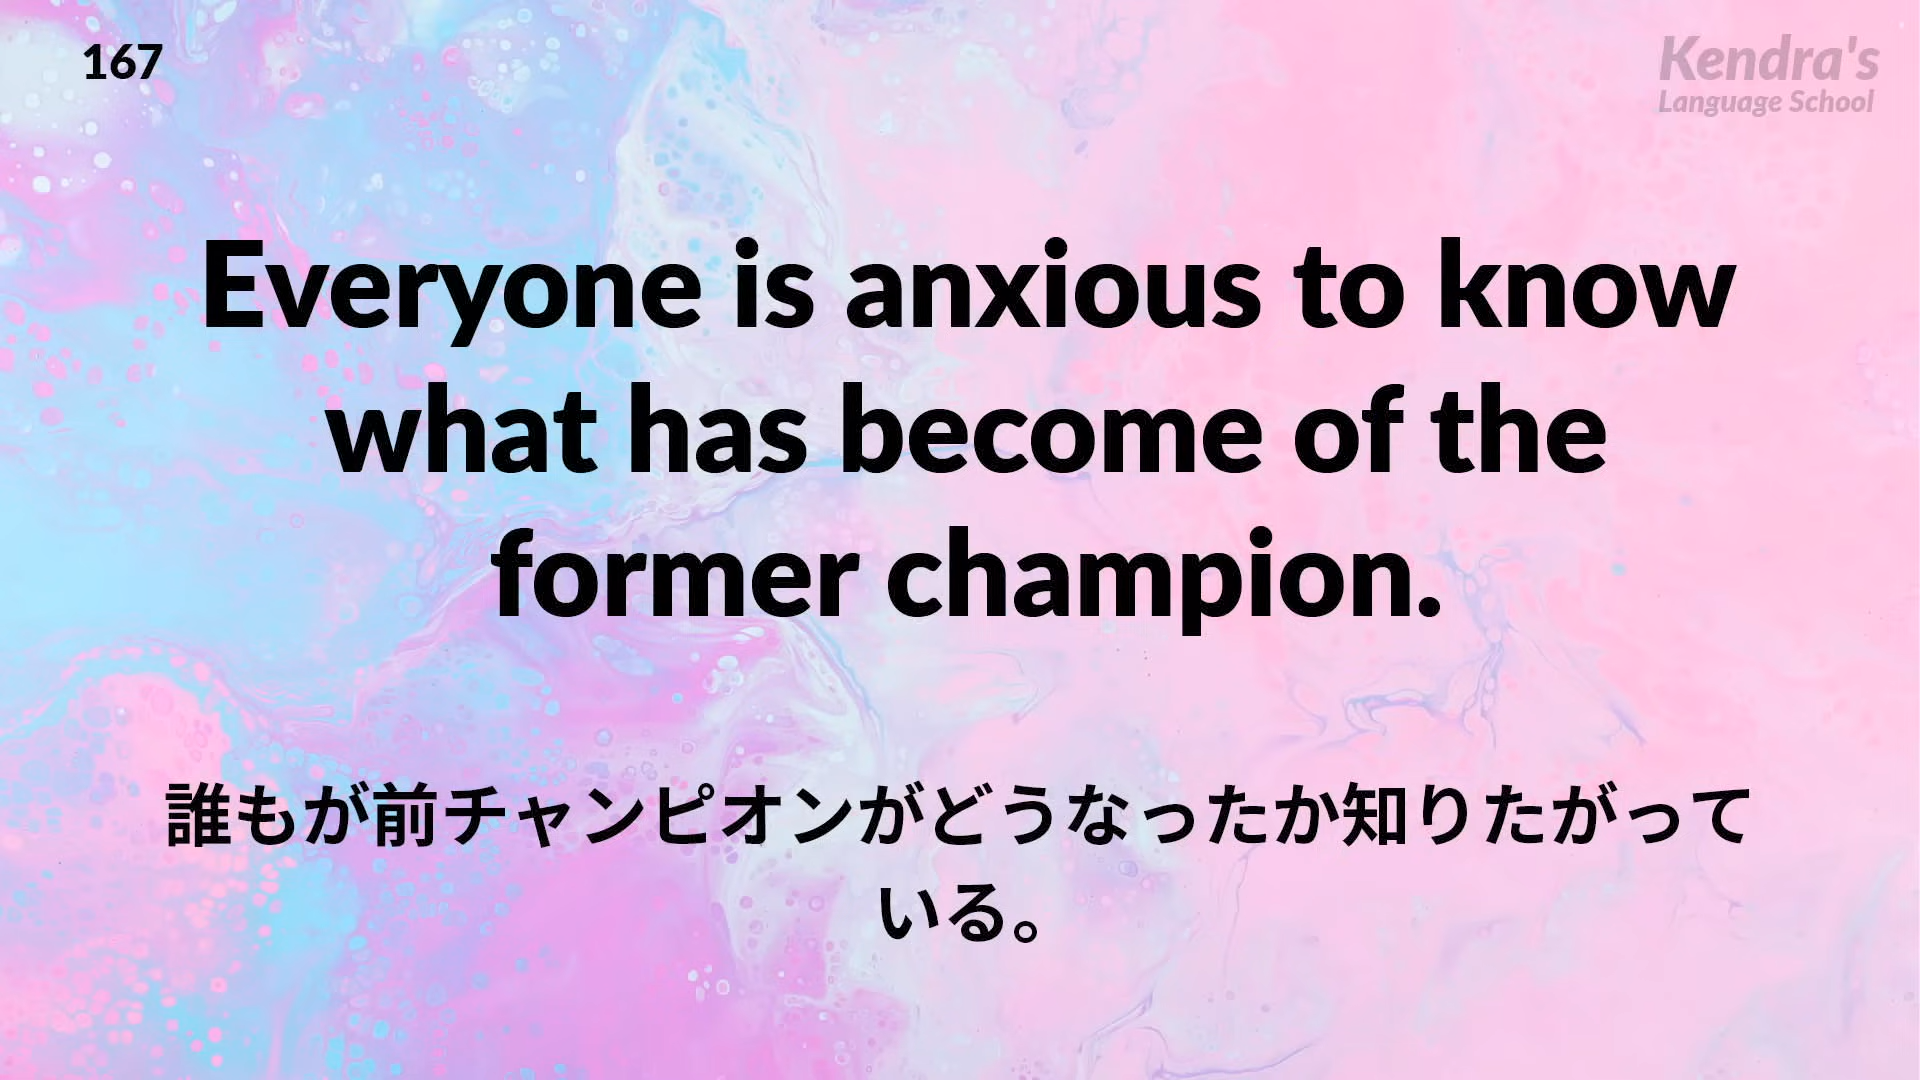 167
Kendra's
Language School
Everyone is anxious to know
what has become of the
former champion.
誰もが前チャンピオンがどうなったか知りたがって
いる。